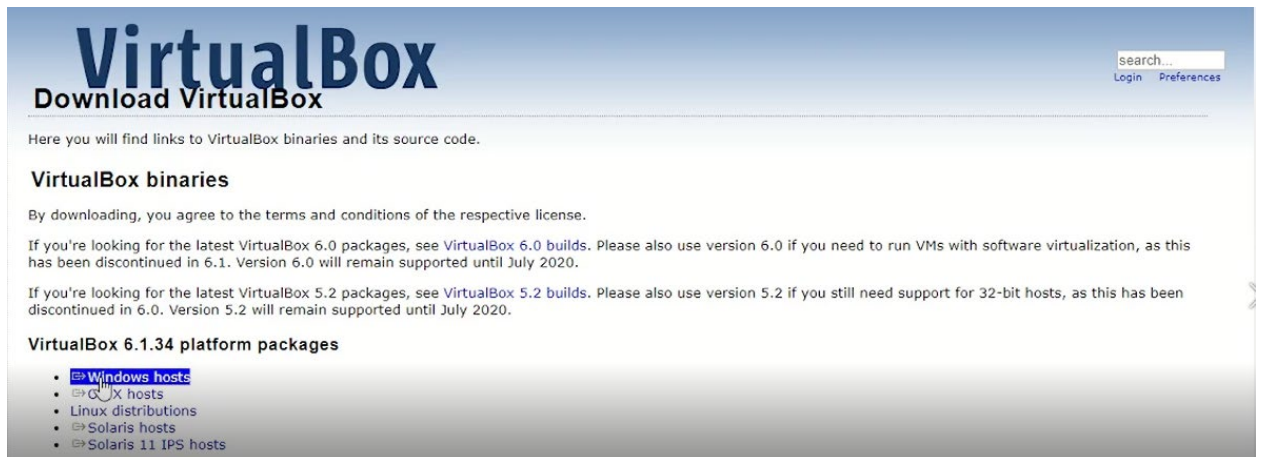 VirtualBox
search...
Login Preferences
Download VirtualBox
Here you will find links to VirtualBox binaries and its source code.
VirtualBox binaries
By downloading, you agree to the terms and conditions of the respective license.
If you're looking for the latest VirtualBox 6.0 packages, see VirtualBox 6.0 builds. Please also use version 6.0 if you need to run VMs with software virtualization, as this
has been discontinued in 6.1. Version 6.0 will remain supported until July 2020.
If you're looking for the latest VirtualBox 5.2 packages, see VirtualBox 5.2 builds. Please also use version 5.2 if you still need support for 32-bit hosts, as this has been
discontinued in 6.0. Version 5.2 will remain supported until July 2020.
VirtualBox 6.1.34 platform packages
Windows hosts
hosts
Linux distributions
Solaris hosts
Solaris 11 IPS hosts